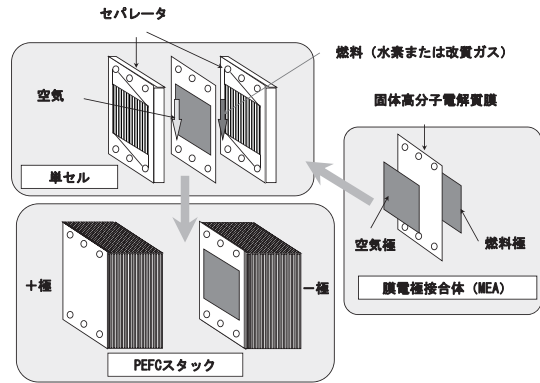 セパレータ
燃料（水素または改質ガス）
空気
固体高分子電解質膜
単セル
空気極
燃料極
膜電極接合体（MEA）
＋極
－極
PEFCスタック